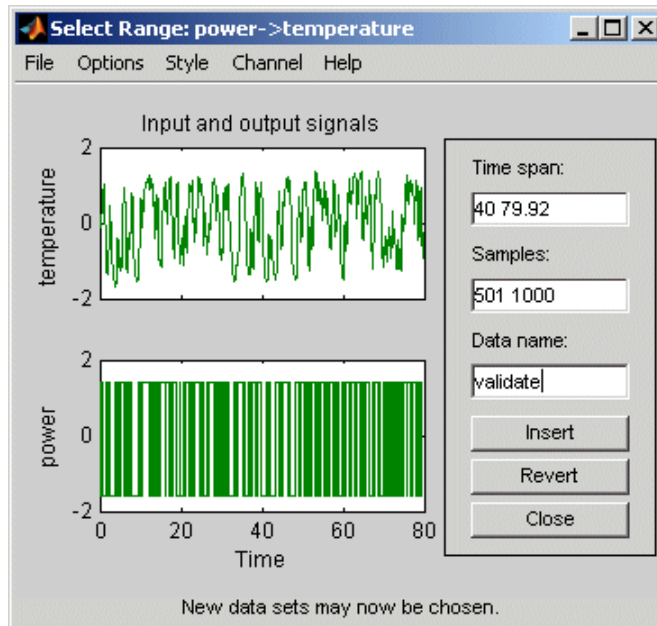 Select Range: power->temperature
File Options Style Channel Help
Input and output signals
temperature
2
0
-2
0
20
40
60
80
power
2
0
-2
Time
Time span:
40 79.92
Samples:
501 1000
Data name:
validate
Insert
Revert
Close
New data sets may now be chosen.